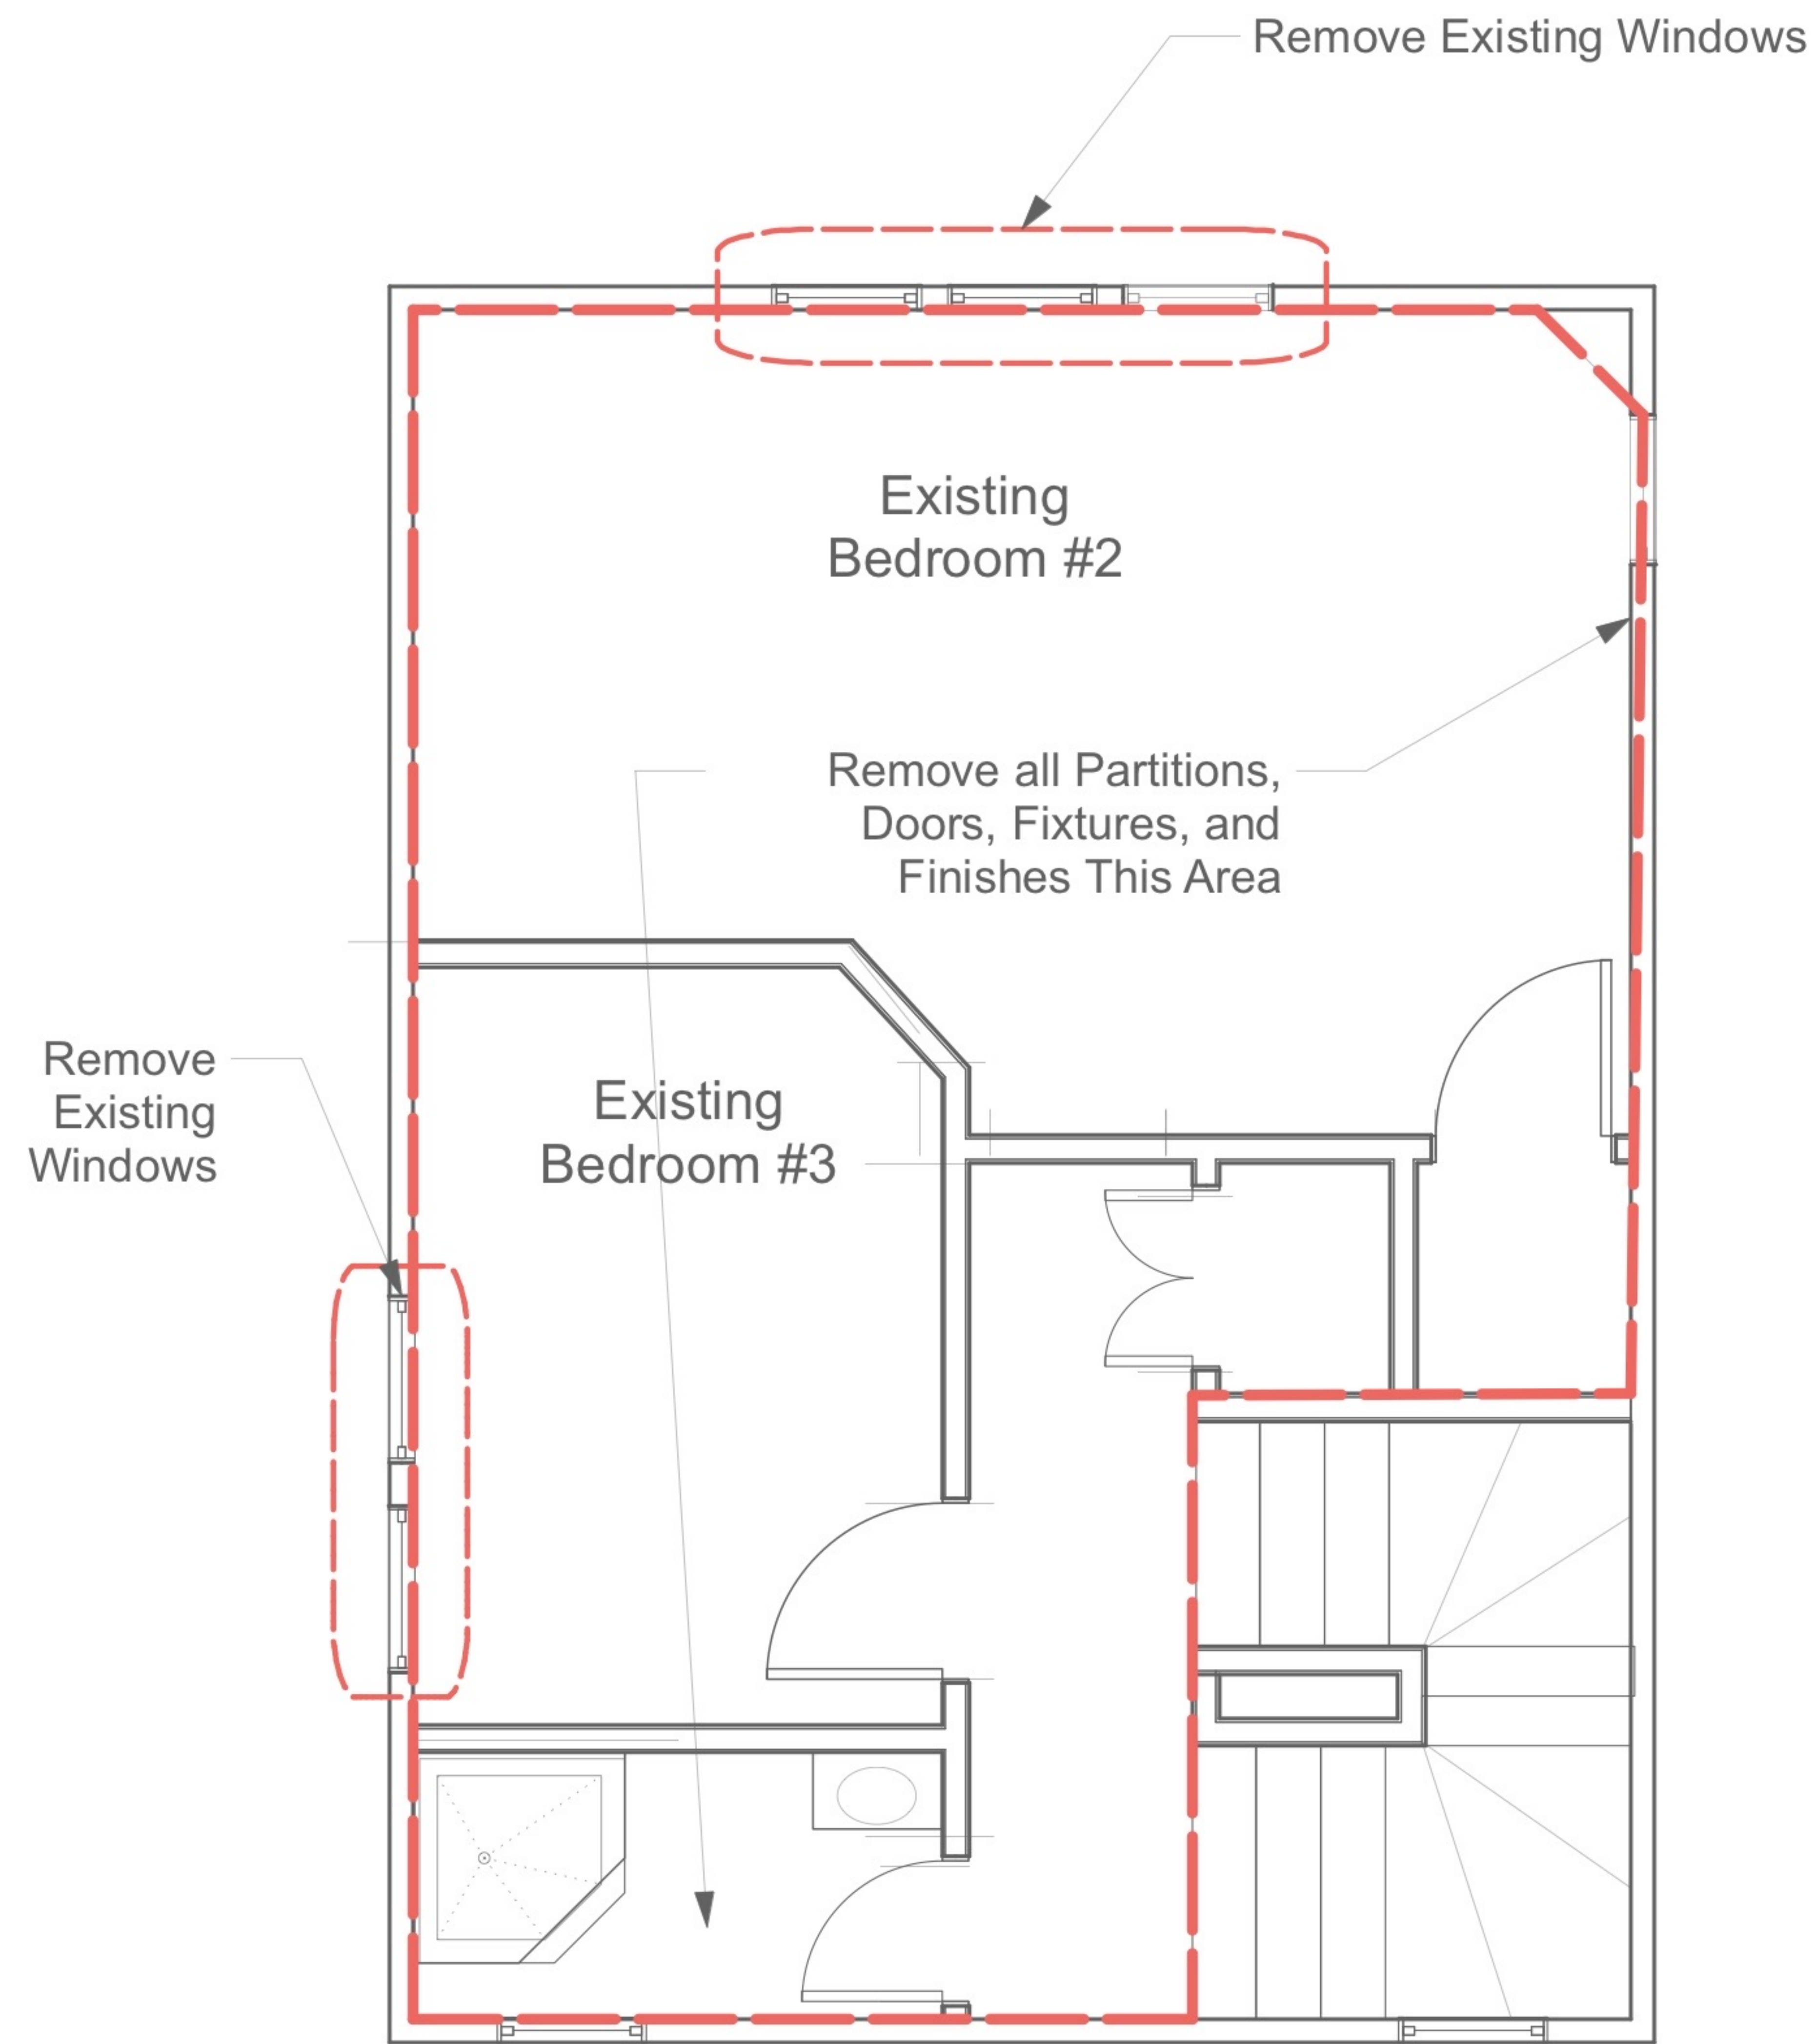 Remove Existing Windows
Existing
Bedroom #2
Remove all Partitions,
Doors, Fixtures, and
Finishes This Area
Remove
Existing
Windows
Existing
Bedroom #3